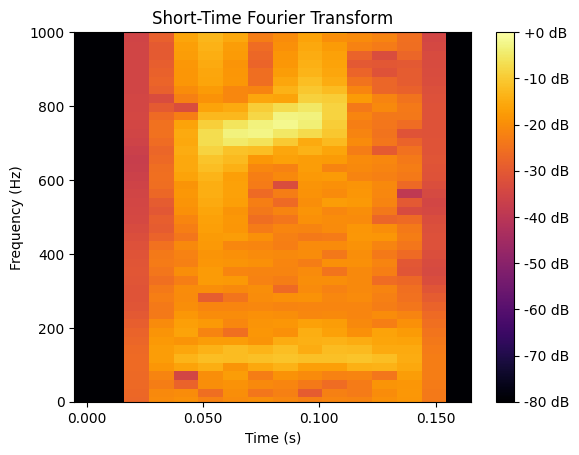 Short-Time Fourier Transform
1000
800
600
400
200
0
Frequency (Hz)
0.000
0.050
0.100
0.150
Time (s)
+0 dB
-10 dB
-20 dB
-30 dB
-40 dB
-50 dB
-60 dB
-70 dB
-80 dB